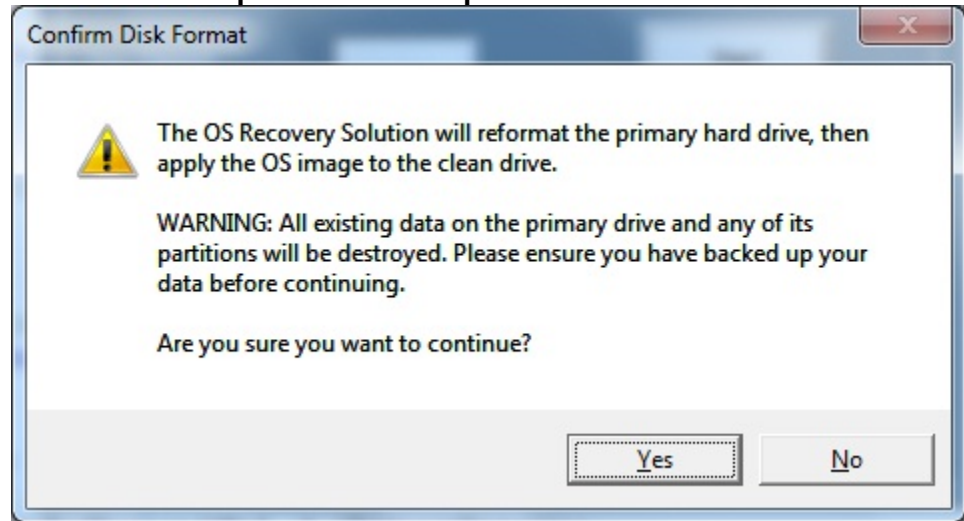 Confirm Disk Format
The OS Recovery Solution will reformat the primary hard drive, then
apply the OS image to the clean drive.
WARNING: All existing data on the primary drive and any of its
partitions will be destroyed. Please ensure you have backed up your
data before continuing.
Are you sure you want to continue?
Yes
No